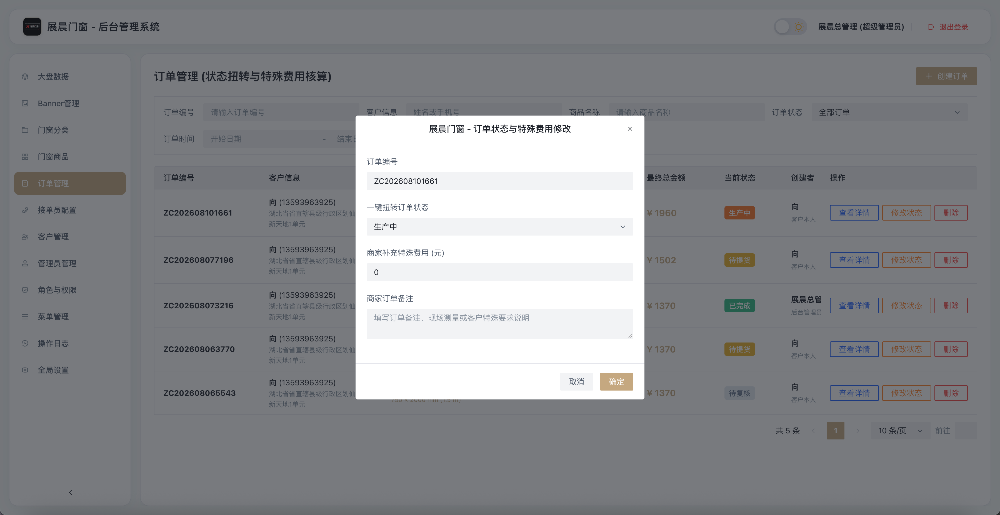 展晨门窗 - 后台管理系统
展晨总管理 (超级管理员)
退出登录
大盘数据
Banner管理
门窗分类
门窗商品
订单管理
接单员配置
客户管理
管理员管理
角色与权限
菜单管理
操作日志
全局设置
订单管理 (状态扭转与特殊费用核算)
创建订单
订单编号 请输入订单编号 客户信息 姓名或手机号 商品名称 请输入商品名称 订单状态 全部订单
订单时间 开始日期 - 结束日
订单编号 客户信息 最终总金额 当前状态 创建者 操作
ZC202608101661
向 (13593963925)
湖北省省直辖县级行政区划仙
新天地1单元
¥ 1960
生产中
向
客户本人
查看详情 修改状态 删除
ZC202608077196
向 (13593963925)
湖北省省直辖县级行政区划仙
新天地1单元
¥ 1502
待提货
向
客户本人
查看详情 修改状态 删除
ZC202608073216
向 (13593963925)
湖北省省直辖县级行政区划仙
新天地1单元
¥ 1370
已完成
展晨总管
后台管理员
查看详情 修改状态 删除
ZC202608063770
向 (13593963925)
湖北省省直辖县级行政区划仙
新天地1单元
¥ 1370
待提货
向
客户本人
查看详情 修改状态 删除
ZC202608065543
向 (13593963925)
湖北省省直辖县级行政区划仙
新天地1单元
¥ 1370
待复核
向
客户本人
查看详情 修改状态 删除
共 5 条 1 10 条/页 前往
展晨门窗 - 订单状态与特殊费用修改
订单编号
ZC202608101661
一键扭转订单状态
生产中
商家补充特殊费用 (元)
0
商家订单备注
填写订单备注、现场测量或客户特殊要求说明
取消 确定